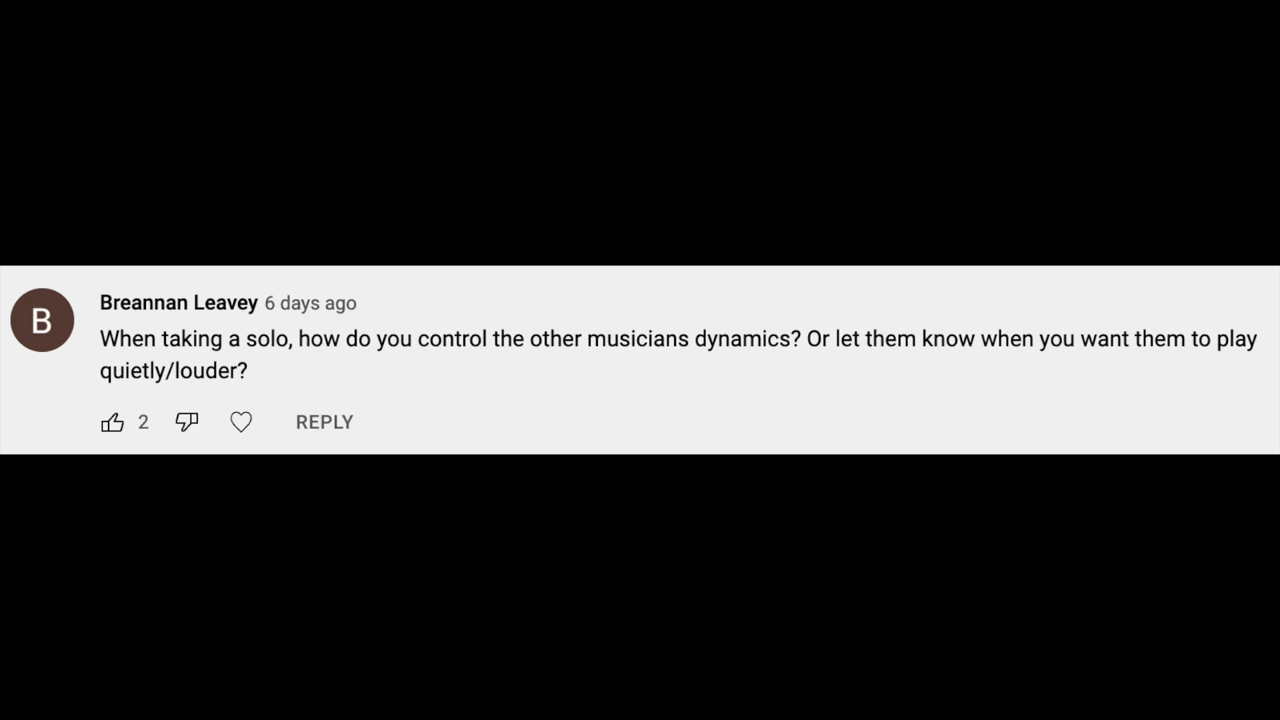 B
Breannan Leavey 6 days ago
When taking a solo, how do you control the other musicians dynamics? Or let them know when you want them to play
quietly/louder?
2 REPLY